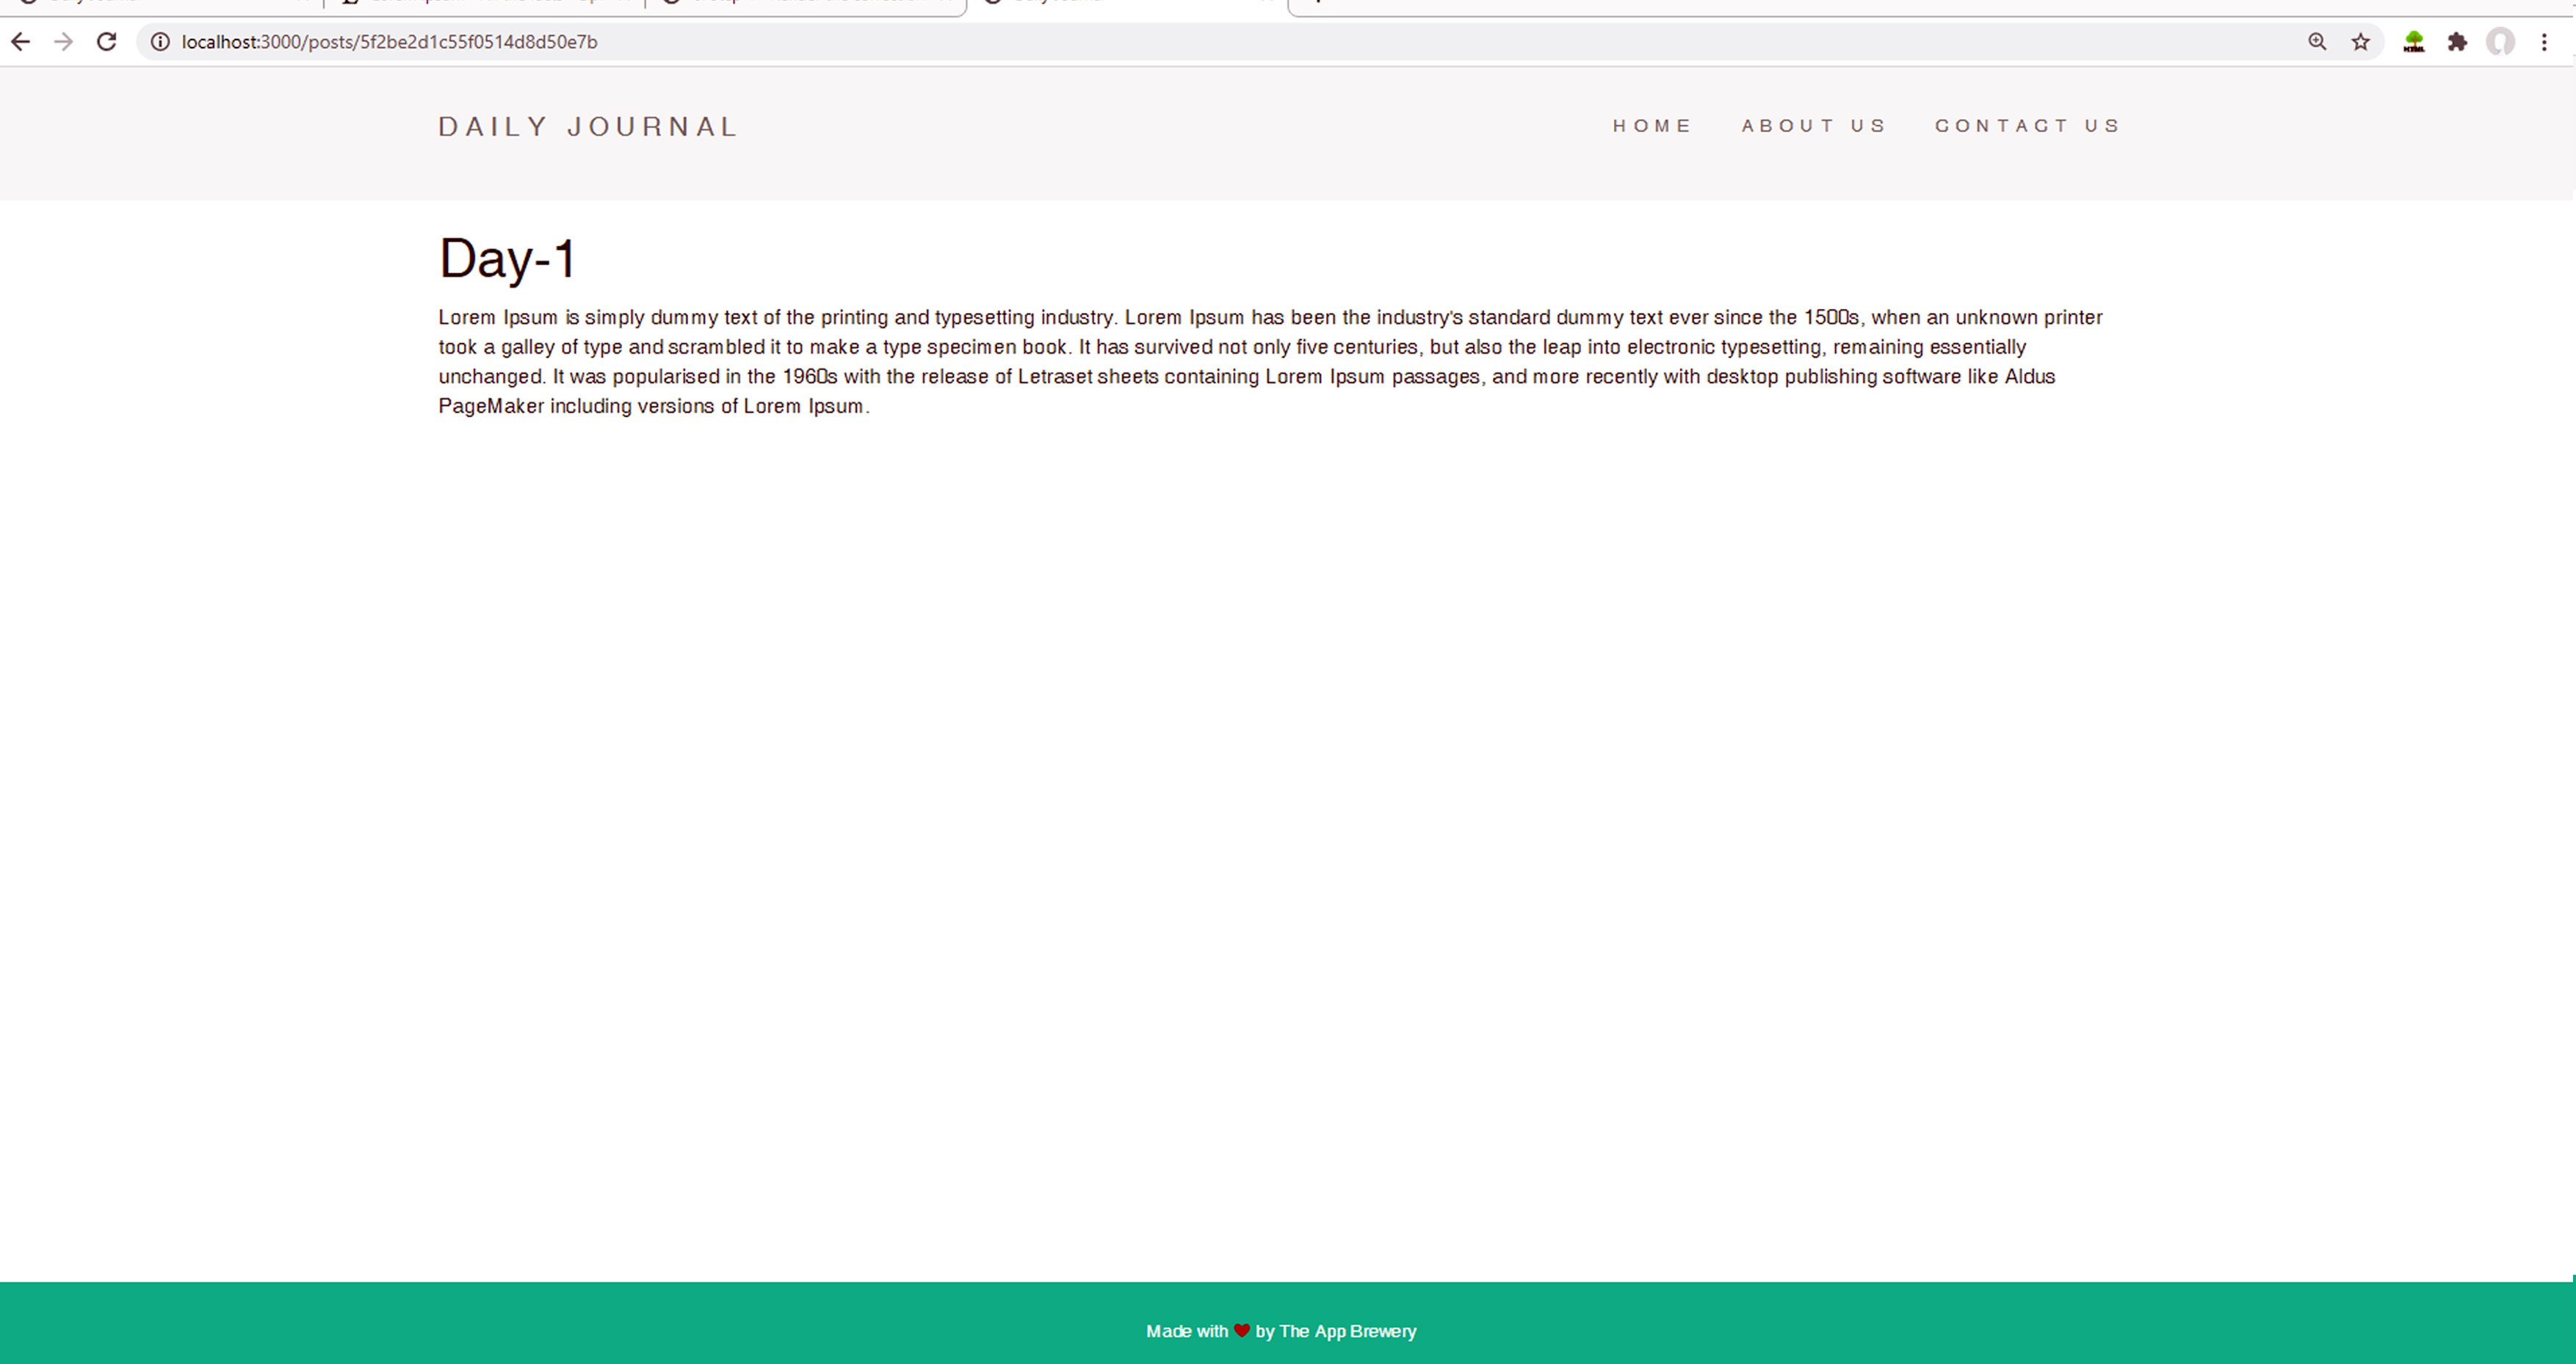 localhost:3000/posts/5f2be2d1c55f0514d8d50e7b
HTML
DAILY JOURNAL
HOME ABOUT US CONTACT US
Day-1
Lorem Ipsum is simply dummy text of the printing and typesetting industry. Lorem Ipsum has been the industry's standard dummy text ever since the 1500s, when an unknown printer
took a galley of type and scrambled it to make a type specimen book. It has survived not only five centuries, but also the leap into electronic typesetting, remaining essentially
unchanged. It was popularised in the 1960s with the release of Letraset sheets containing Lorem Ipsum passages, and more recently with desktop publishing software like Aldus
PageMaker including versions of Lorem Ipsum.
Made with ❤ by The App Brewery